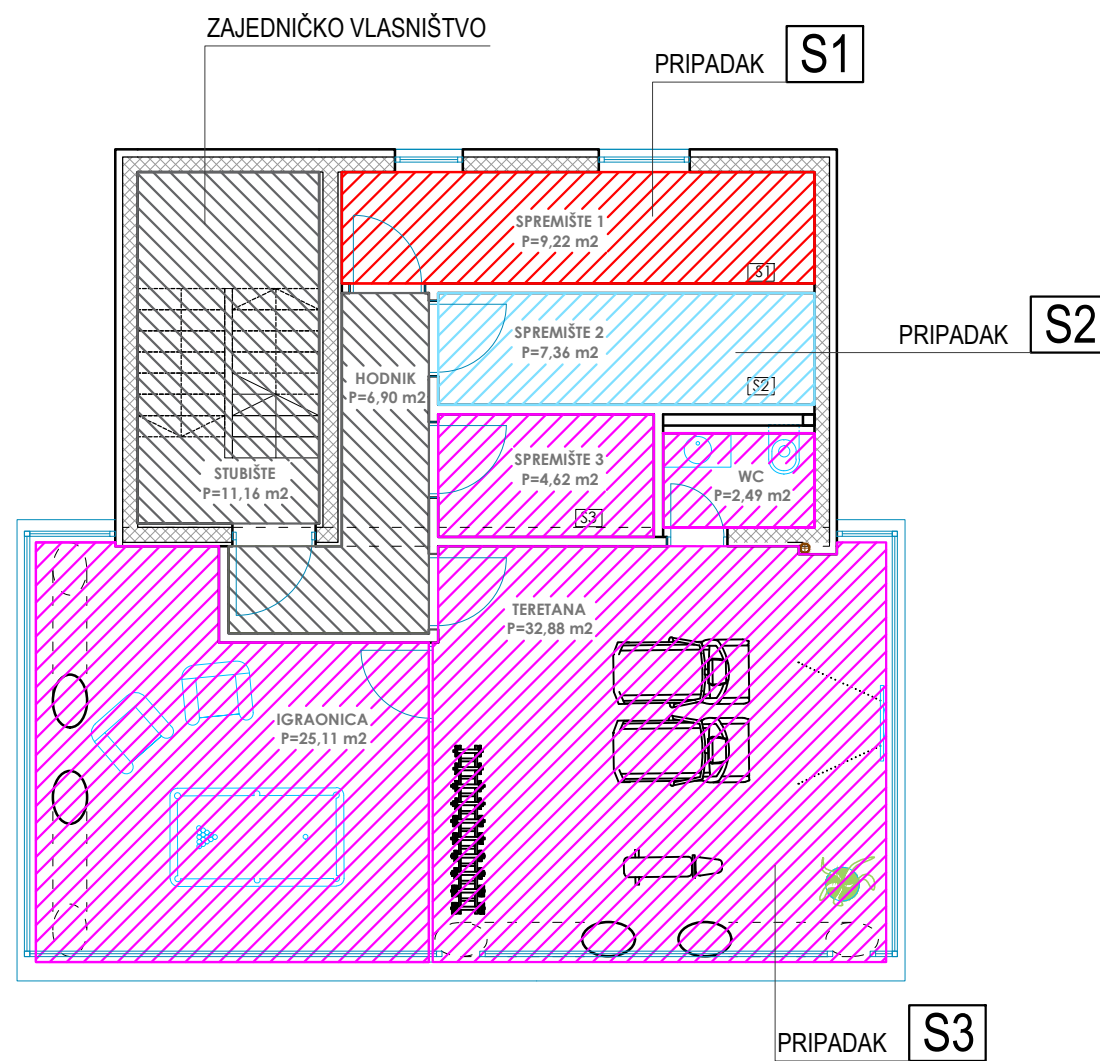 ZAJEDNIČKO VLASNIŠTVO
PRIPADAK S1
SPREMIŠTE 1
P=9,22 m2
S1
PRIPADAK S2
SPREMIŠTE 2
P=7,36 m2
S2
HODNIK
P=6,90 m2
STUBIŠTE
P=11,16 m2
SPREMIŠTE 3
P=4,62 m2
S3
WC
P=2,49 m2
TERETANA
P=32,88 m2
IGRAONICA
P=25,11 m2
PRIPADAK S3